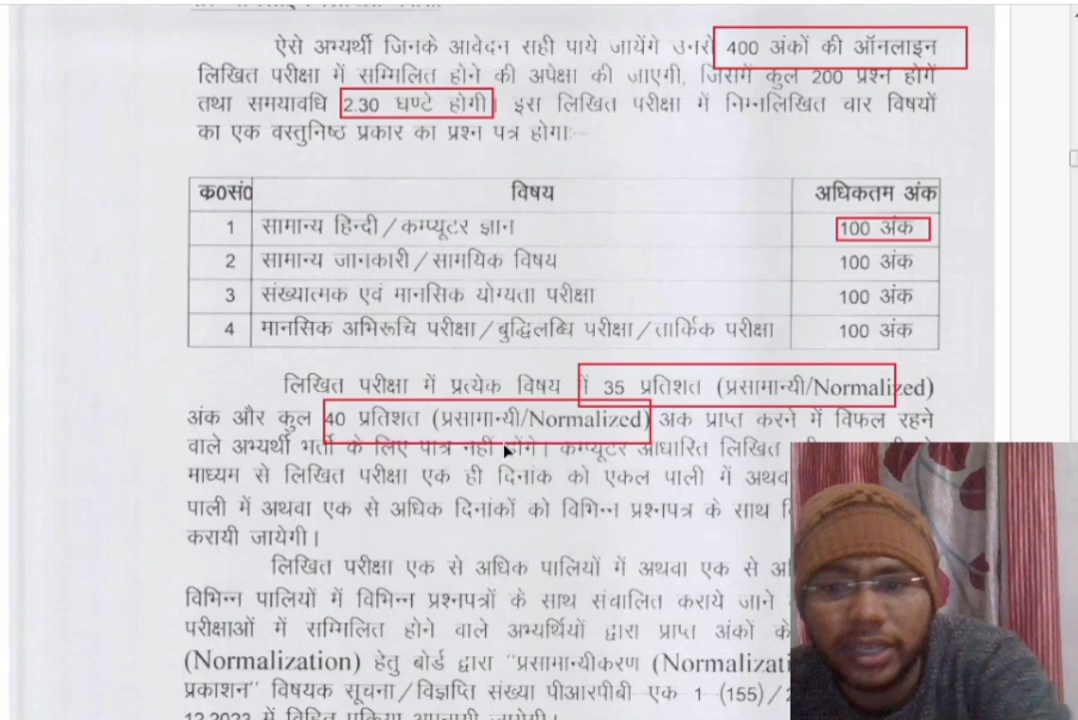 ऐसे अभ्यर्थी जिनके आवेदन सही पाये जायेंगे 400 अंकों की ऑनलाइन
लिखित परीक्षा में सम्मिलित होने की अपेक्षा की जाएगी, जिसमें कुल 200 प्रश्न होगें
तथा समयावधि 2.30 घण्टे होगी। इस लिखित परीक्षा में निम्नलिखित चार विषयों
का एक वस्तुनिष्ठ प्रकार का प्रश्न पत्र होगाः–
क०सं० विषय अधिकतम अंक
1 सामान्य हिन्दी/कम्प्यूटर ज्ञान 100 अंक
2 सामान्य जानकारी/सामयिक विषय 100 अंक
3 संख्यात्मक एवं मानसिक योग्यता परीक्षा 100 अंक
4 मानसिक अभिरूचि परीक्षा/बुद्धिलब्धि परीक्षा/तार्किक परीक्षा 100 अंक
लिखित परीक्षा में प्रत्येक विषय में 35 प्रतिशत (प्रसामान्यी/Normalized)
अंक और कुल 40 प्रतिशत (प्रसामान्यी/Normalized) अंक प्राप्त करने में विफल रहने
वाले अभ्यर्थी भर्ती के लिए पात्र नहीं होंगे। कम्प्यूटर आधारित लिखित
माध्यम से लिखित परीक्षा एक ही दिनांक को एकल पाली में
पाली में अथवा एक से अधिक दिनांकों को विभिन्न प्रश्नपत्र के साथ
करायी जायेगी।
लिखित परीक्षा एक से अधिक पालियों में अथवा एक से
विभिन्न पालियों में विभिन्न प्रश्नपत्रों के साथ संचालित कराये जाने
परीक्षाओं में सम्मिलित होने वाले अभ्यर्थियों द्वारा प्राप्त अंकों के
(Normalization) हेतु बोर्ड द्वारा "प्रसामान्यीकरण
प्रकाशन" विषयक सूचना/विज्ञप्ति संख्या पीआरपीबी एक 1 (155)/